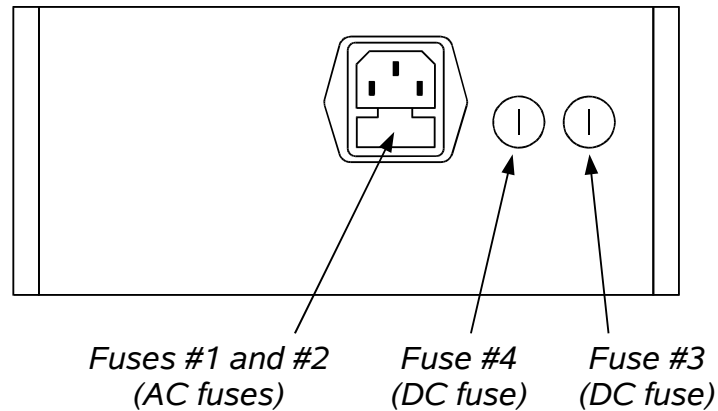 Fuses #1 and #2
(AC fuses)
Fuse #4
(DC fuse)
Fuse #3
(DC fuse)